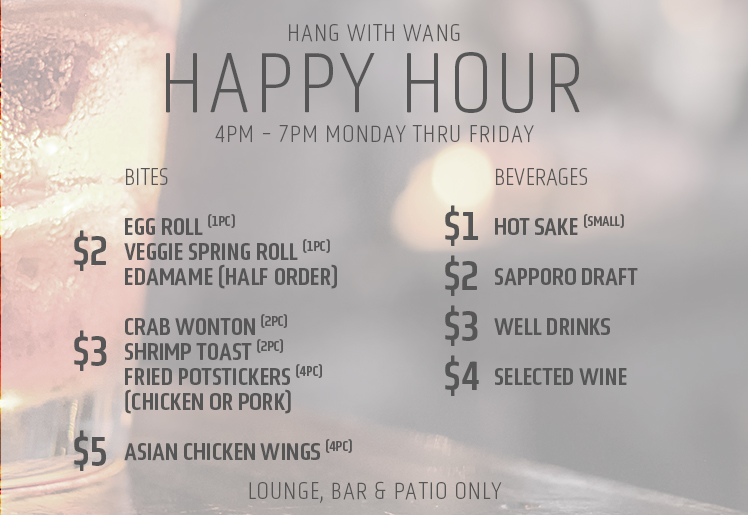 HANG WITH WANG
HAPPY HOUR
4PM – 7PM MONDAY THRU FRIDAY
BITES
$2
EGG ROLL (1PC)
VEGGIE SPRING ROLL (1PC)
EDAMAME (HALF ORDER)
$3
CRAB WONTON (2PC)
SHRIMP TOAST (2PC)
FRIED POTSTICKERS (4PC)
(CHICKEN OR PORK)
$5 ASIAN CHICKEN WINGS (4PC)
BEVERAGES
$1 HOT SAKE (SMALL)
$2 SAPPORO DRAFT
$3 WELL DRINKS
$4 SELECTED WINE
LOUNGE, BAR & PATIO ONLY